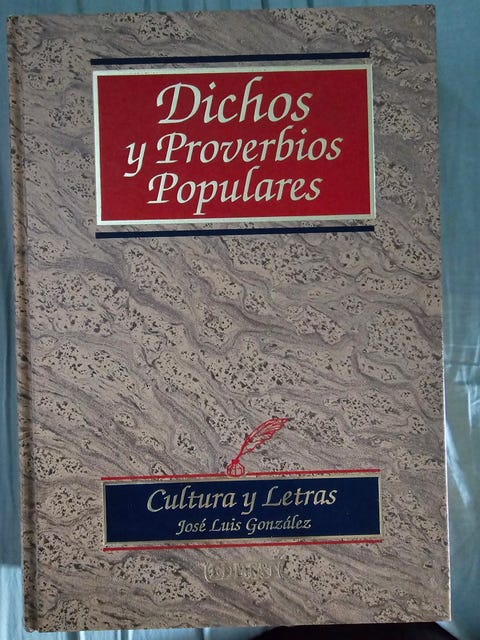 Dichos
y Proverbios
Populares
Cultura y Letras
José Luis González